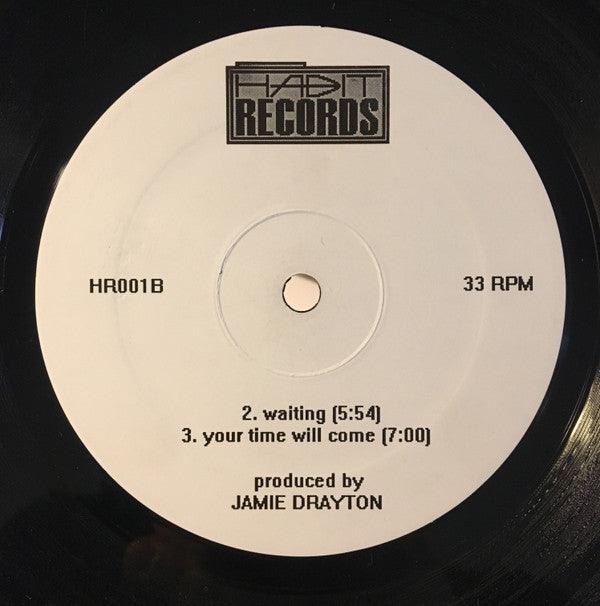 HABIT
RECORDS
HR001B
33 RPM
2. waiting (5:54)
3. your time will come (7:00)
produced by
JAMIE DRAYTON